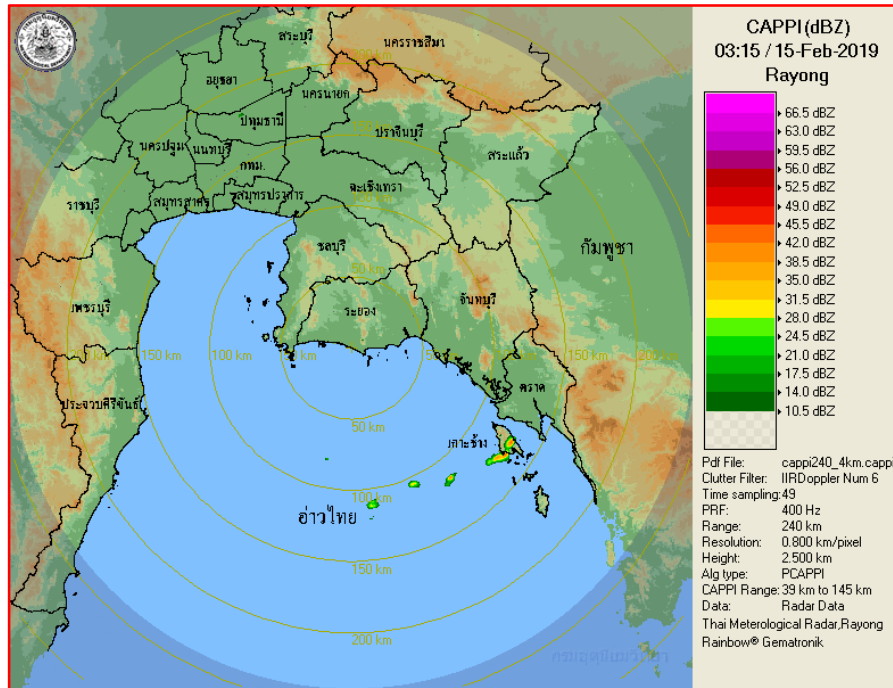 CAPPI (dBZ)
03:15 / 15-Feb-2019
Rayong
66.5 dBZ
63.0 dBZ
59.5 dBZ
56.0 dBZ
52.5 dBZ
49.0 dBZ
45.5 dBZ
42.0 dBZ
38.5 dBZ
35.0 dBZ
31.5 dBZ
28.0 dBZ
24.5 dBZ
21.0 dBZ
17.5 dBZ
14.0 dBZ
10.5 dBZ
Pdf File: cappi240_4km.cappi
Clutter Filter: IIRDoppler Num 6
Time sampling:49
PRF: 400 Hz
Range: 240 km
Resolution: 0.800 km/pixel
Height: 2.500 km
Alg type: PCAPPI
CAPPI Range: 39 km to 145 km
Data: Radar Data
Thai Meterological Radar,Rayong
Rainbow® Gematronik
สระบุรี
นครราชสีมา
อยุธยา
นครนายก
ปทุมธานี
ปราจีนบุรี
นครปฐม
นนทบุรี
สระแก้ว
กทม.
ฉะเชิงเทรา
ราชบุรี
สมุทรสาคร
สมุทรปราการ
ชลบุรี
กัมพูชา
เพชรบุรี
จันทบุรี
ระยอง
150 km
100 km
50 km
150 km
200 km
ประจวบคีรีขันธ์
ตราด
50 km
เกาะช้าง
100 km
อ่าวไทย
150 km
200 km
กรมอุตุนิยมวิทยา